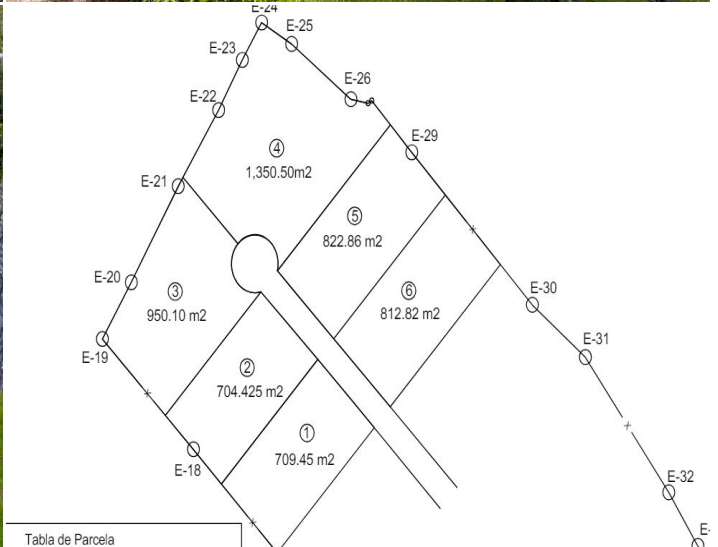 E-24
E-25
E-23
E-26
E-22
E-29
④
1,350.50m2
E-21
⑤
822.86 m2
E-20
③
950.10 m2
⑥
812.82 m2
E-30
E-19
E-31
②
704.425 m2
①
709.45 m2
E-18
E-32
E-
Tabla de Parcela